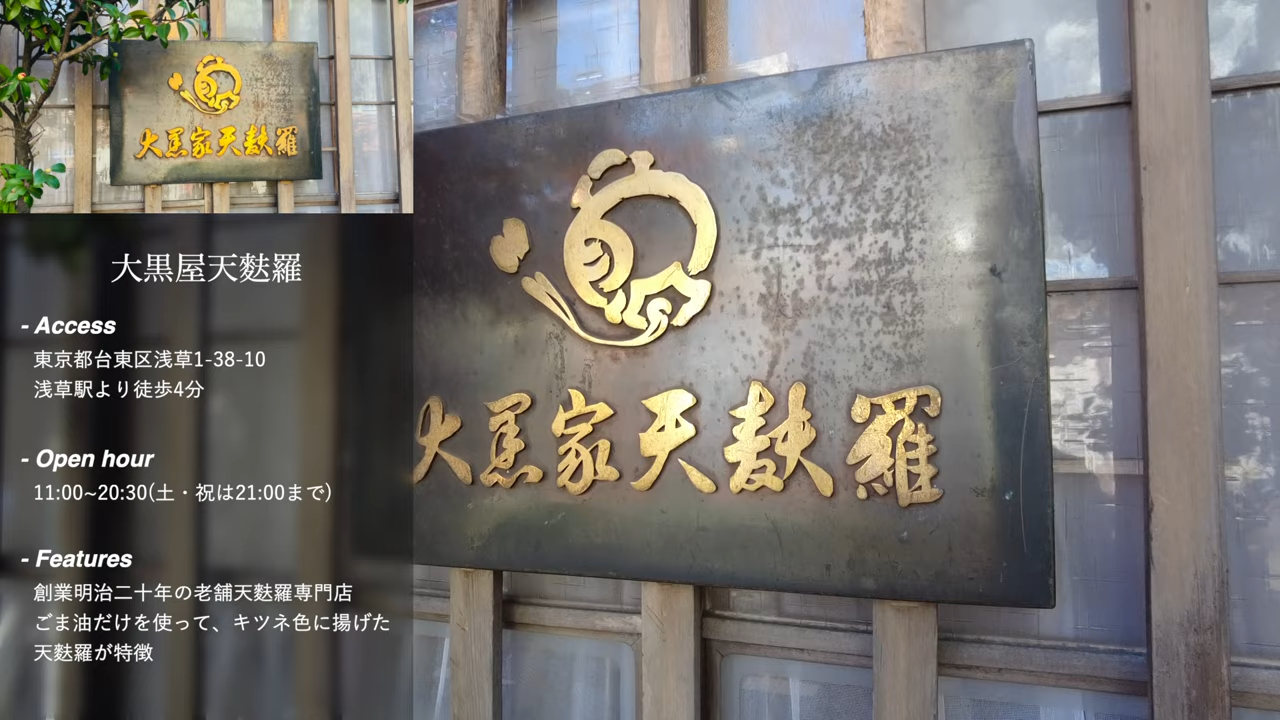 大黒家天麩羅
大黒屋天麩羅
- Access
東京都台東区浅草1-38-10
浅草駅より徒歩4分
- Open hour
11:00~20:30(土・祝は21:00まで)
- Features
創業明治二十年の老舗天麩羅専門店
ごま油だけを使って、キツネ色に揚げた
天麩羅が特徴
大黒家天麩羅